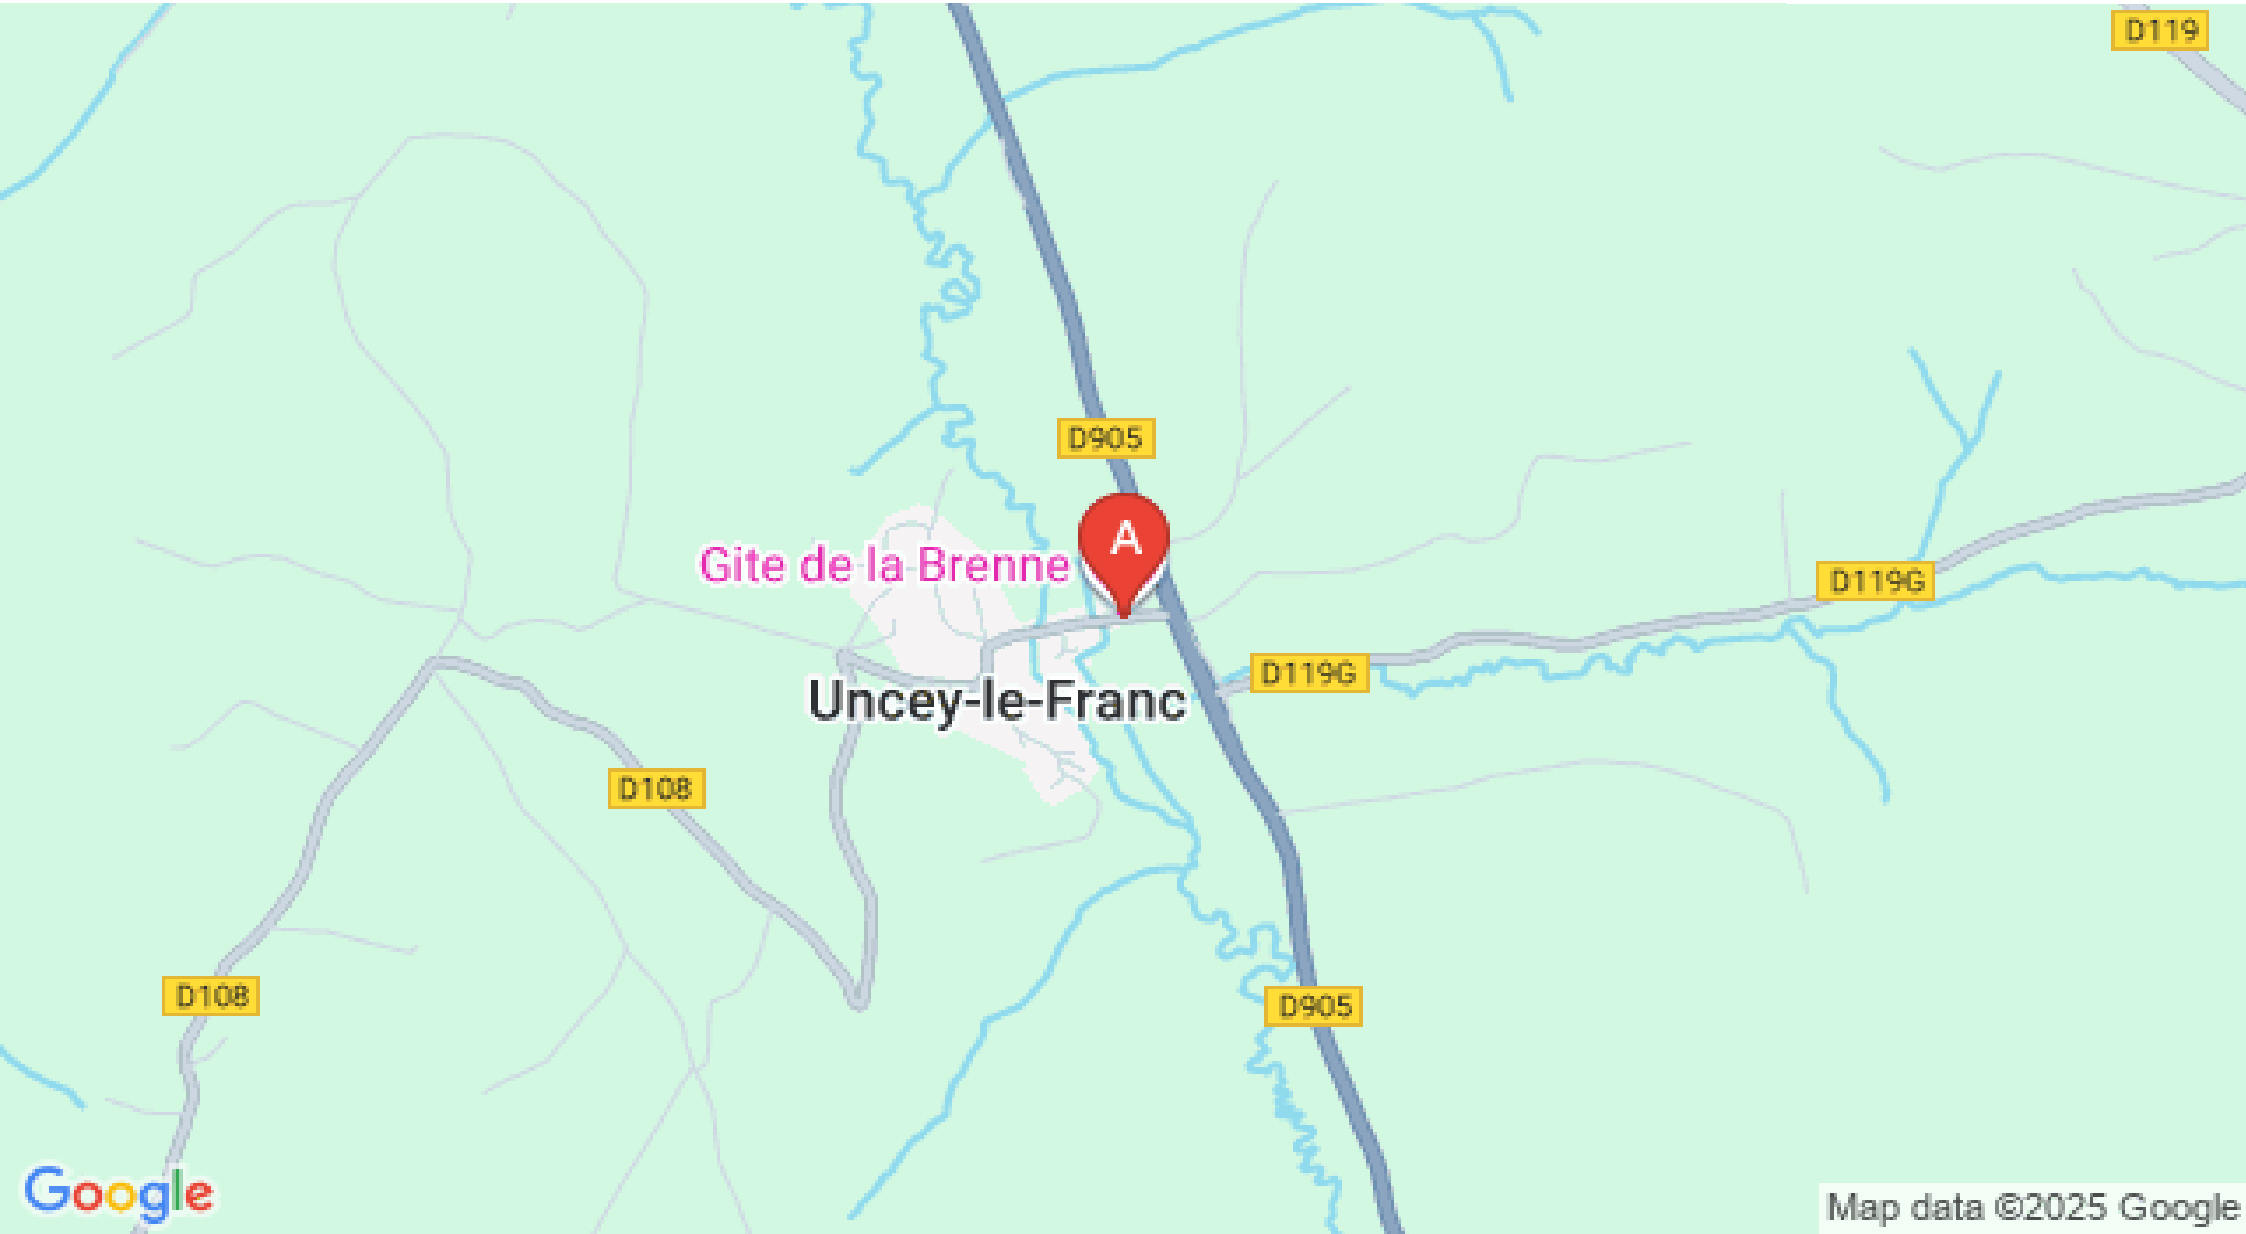 D119
D905
A
Gite de la Brenne
D119G
D119G
Uncey-le-Franc
D108
D108
D905
Google
Map data ©2025 Google